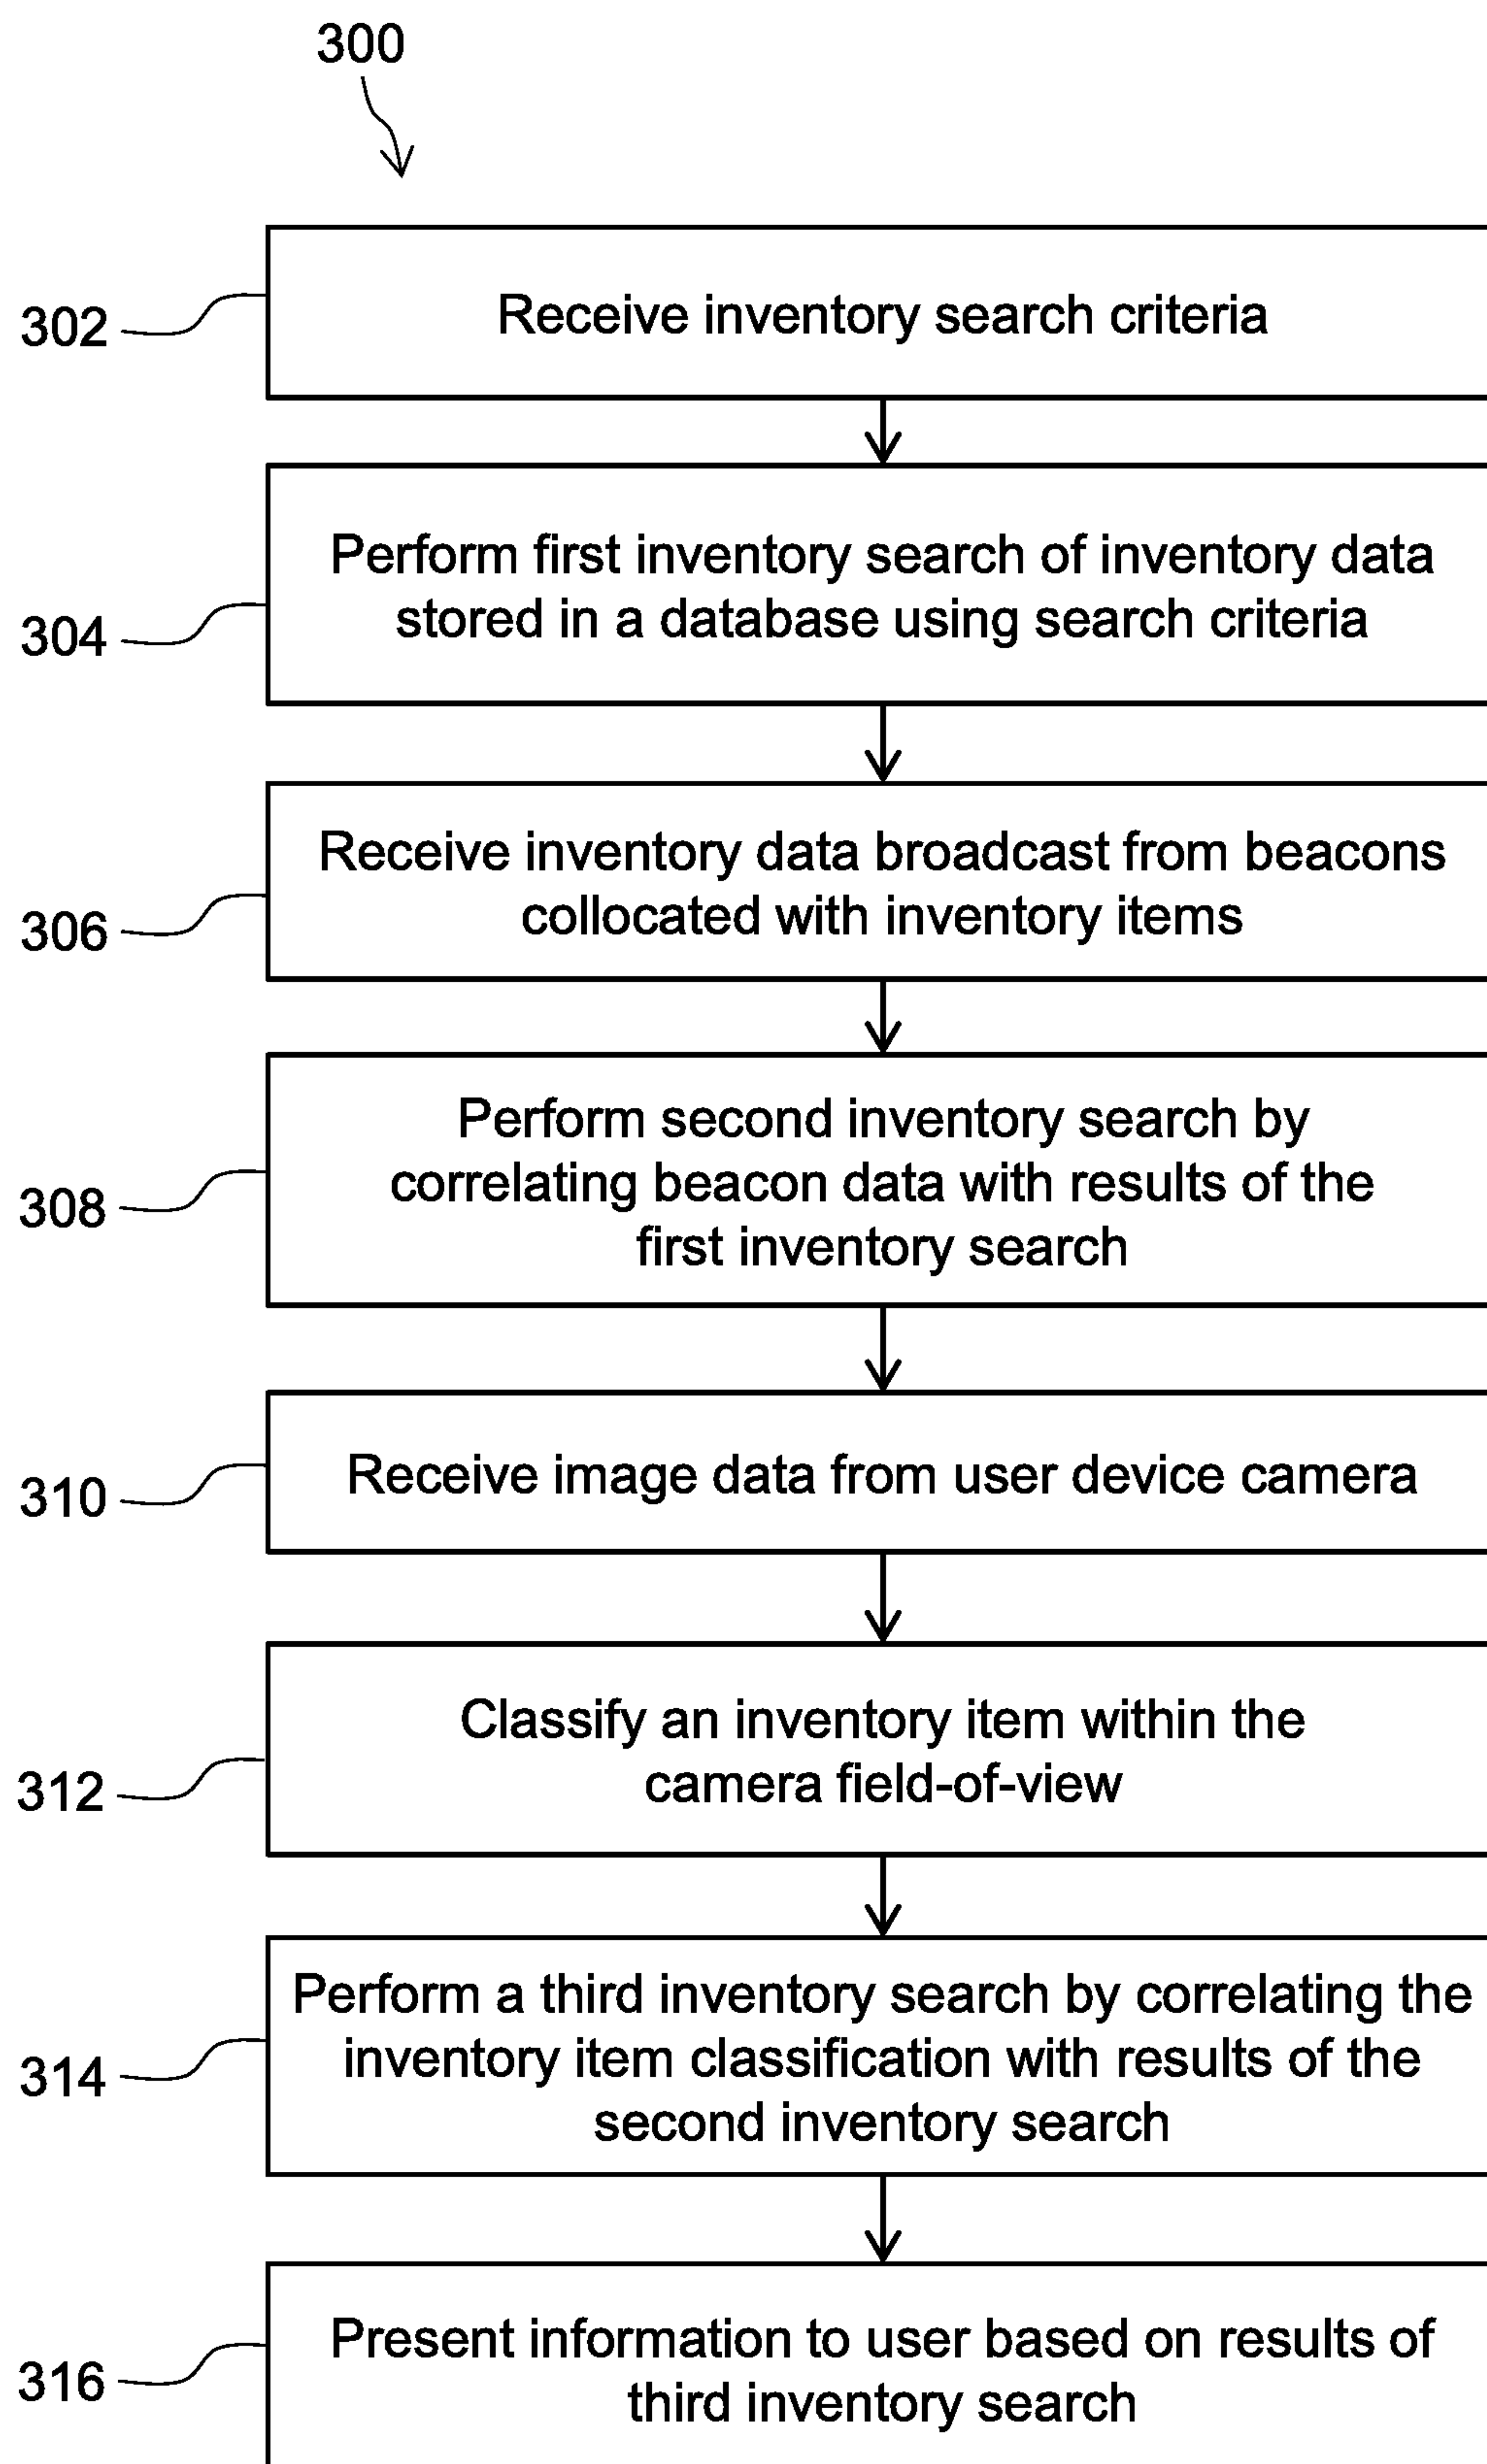 300
302
Receive inventory search criteria
304
Perform first inventory search of inventory data
stored in a database using search criteria
306
Receive inventory data broadcast from beacons
collocated with inventory items
308
Perform second inventory search by
correlating beacon data with results of the
first inventory search
310
Receive image data from user device camera
312
Classify an inventory item within the
camera field-of-view
314
Perform a third inventory search by correlating the
inventory item classification with results of the
second inventory search
316
Present information to user based on results of
third inventory search